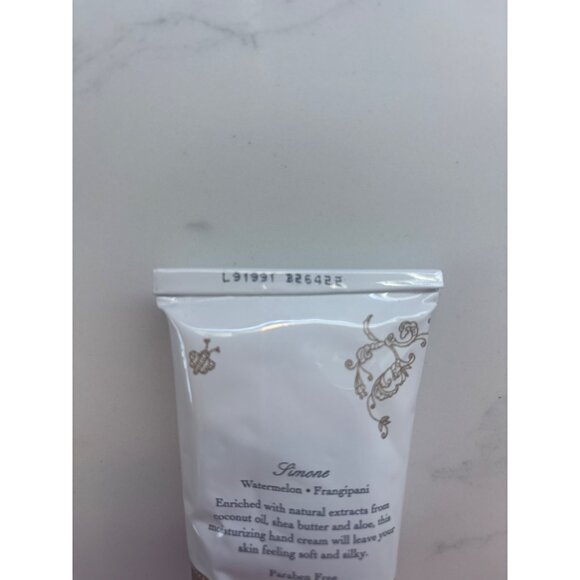 L91991 B26422
Simone
Watermelon • Frangipani
Enriched with natural extracts from
coconut oil, shea butter and aloe, this
moisturizing hand cream will leave your
skin feeling soft and silky.
Paraben Free